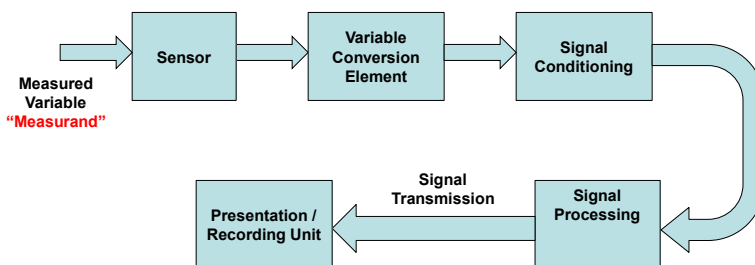 Measured
Variable
“Measurand”
Sensor
Variable
Conversion
Element
Signal
Conditioning
Signal
Processing
Signal
Transmission
Presentation /
Recording Unit